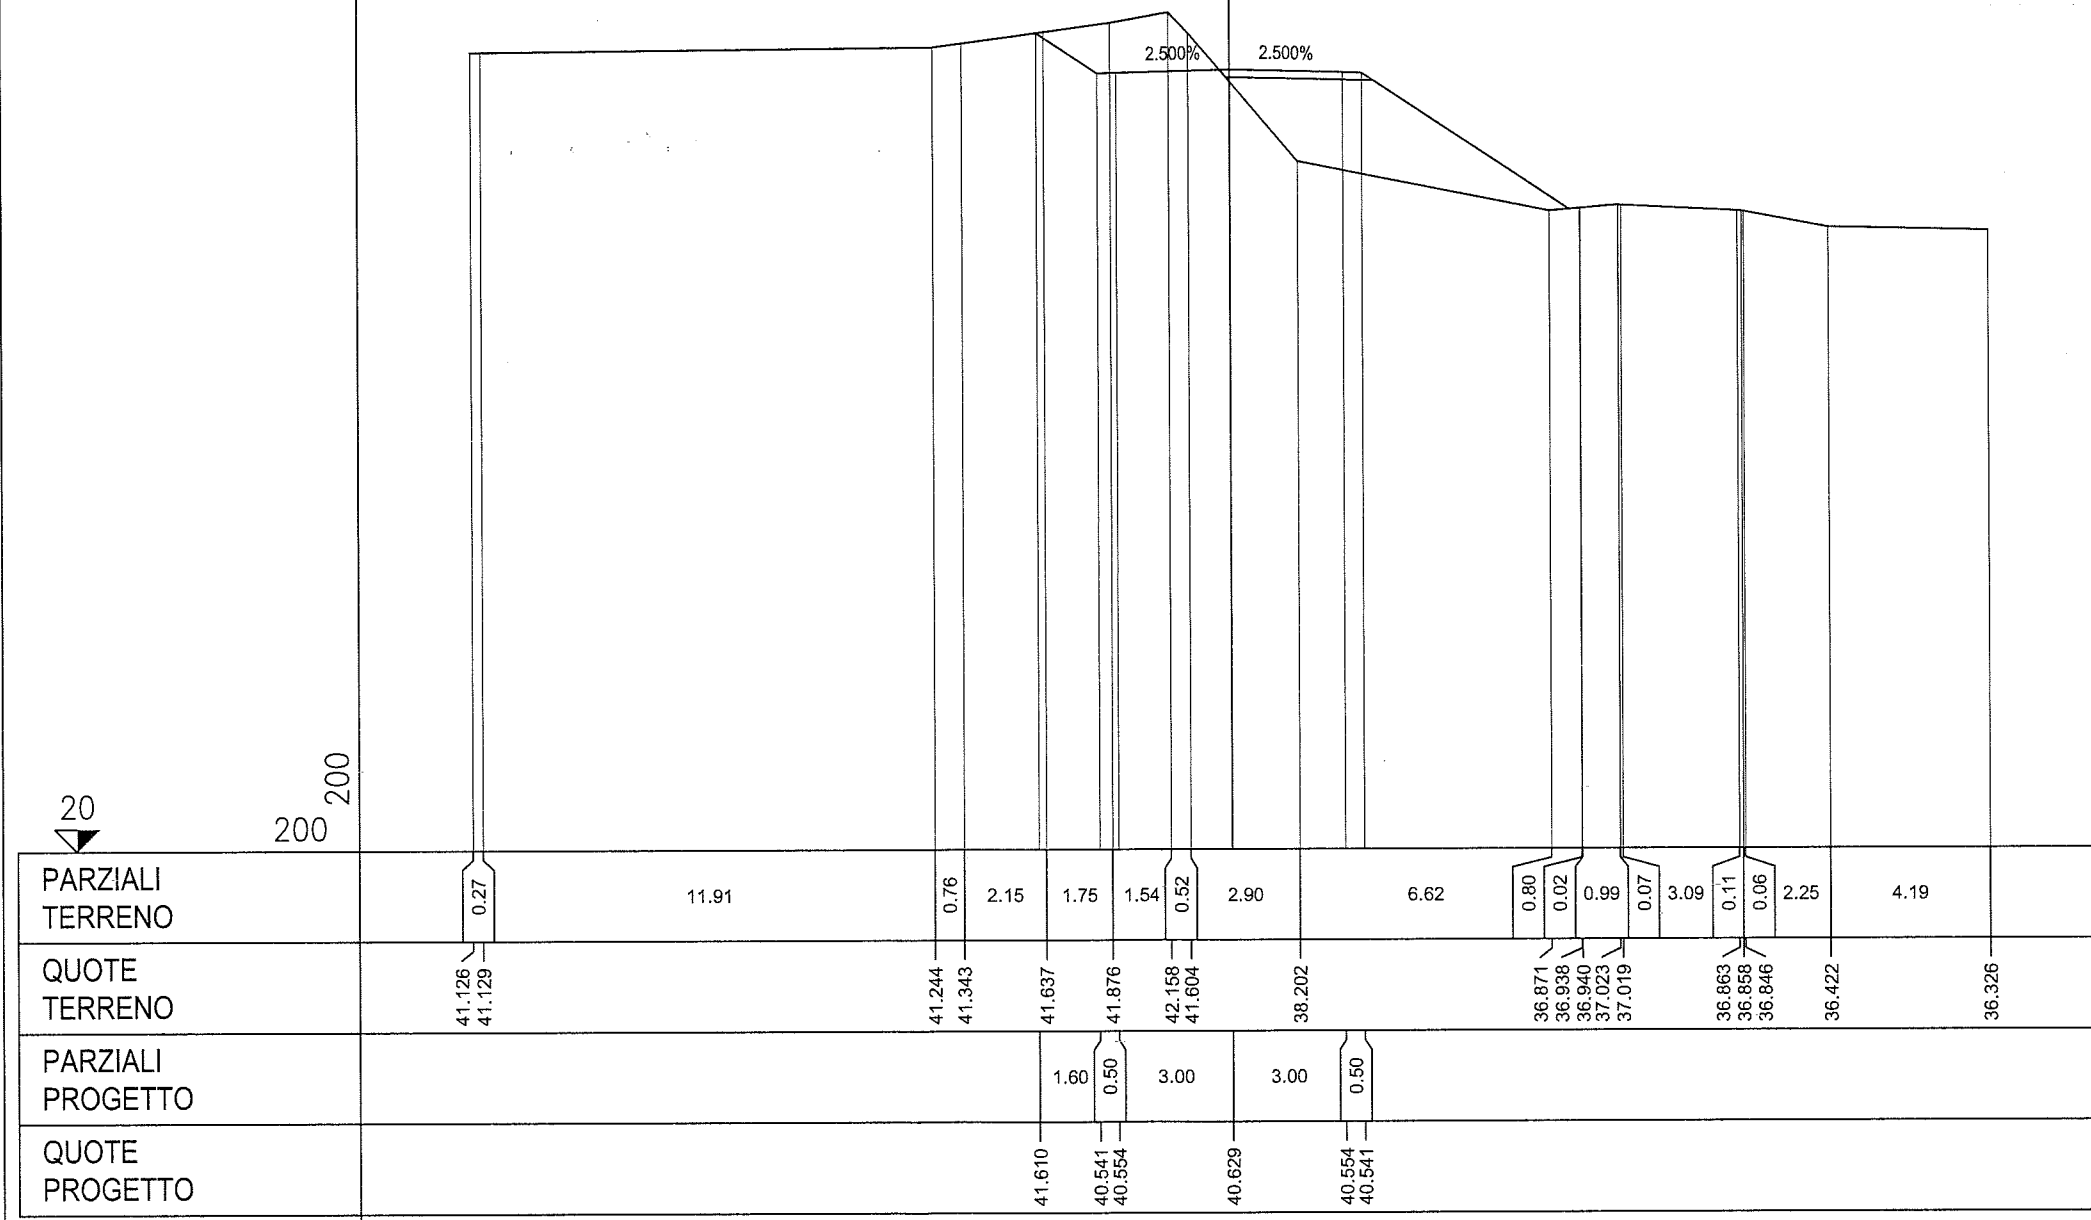 2.500% 2.500%
200
20
200
PARZIALI
TERRENO
0.27 11.91 0.76 2.15 1.75 1.54 0.52 2.90 6.62 0.80 0.02 0.99 0.07 3.09 0.11 0.06 2.25 4.19
QUOTE
TERRENO
41.126 41.129 41.244 41.343 41.637 41.876 42.158 41.604 38.202 36.871 36.938 36.940 37.023 37.019 36.863 36.858 36.846 36.422 36.326
PARZIALI
PROGETTO
1.60 0.50 3.00 3.00 0.50
QUOTE
PROGETTO
41.610 40.541 40.554 40.629 40.554 40.541